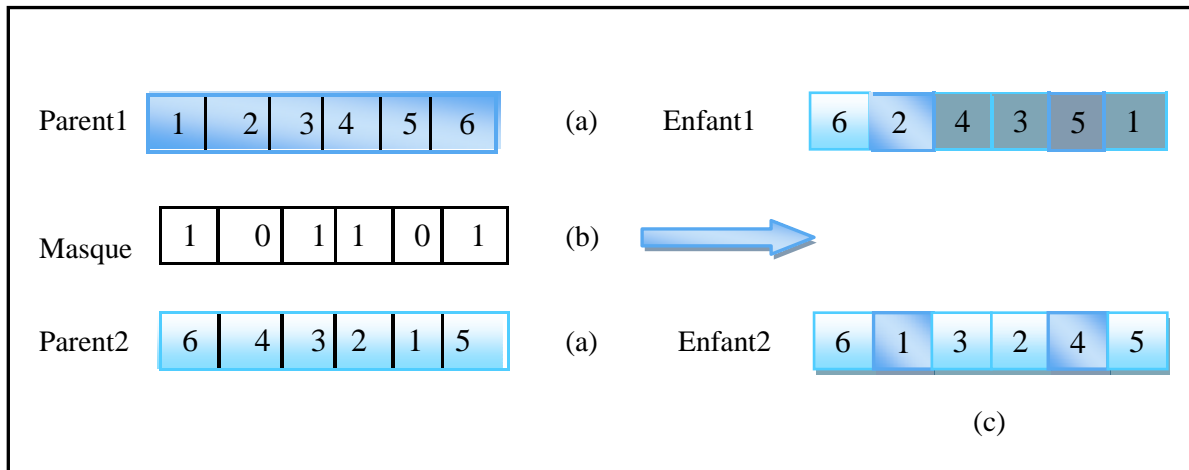 Parent1 1 2 3 4 5 6 (a) Enfant1 6 2 4 3 5 1
Masque 1 0 1 1 0 1 (b)
Parent2 6 4 3 2 1 5 (a) Enfant2 6 1 3 2 4 5
(c)